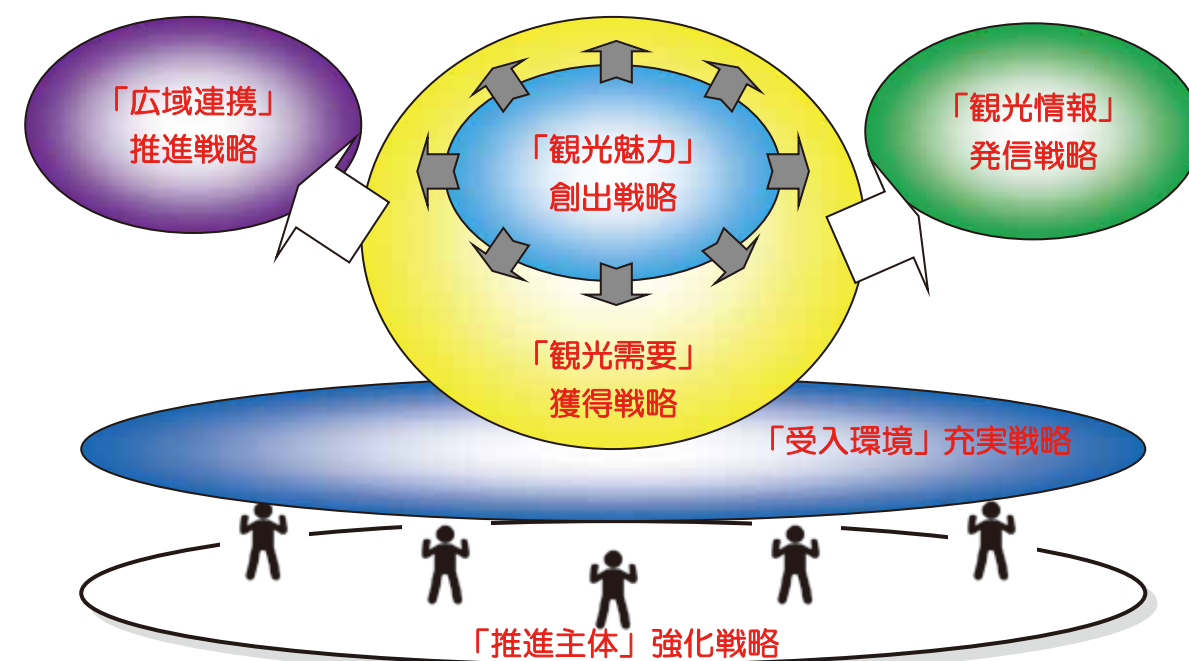 「広域連携」
推進戦略
「観光魅力」
創出戦略
「観光情報」
発信戦略
「観光需要」
獲得戦略
「受入環境」充実戦略
「推進主体」強化戦略